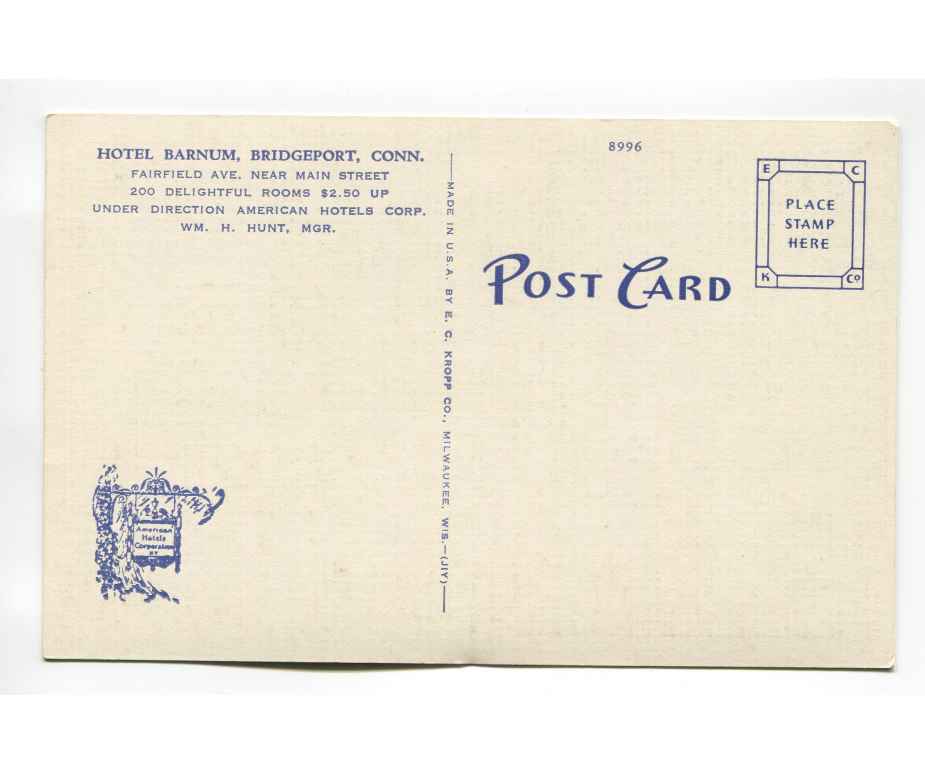 HOTEL BARNUM, BRIDGEPORT, CONN.
FAIRFIELD AVE. NEAR MAIN STREET
200 DELIGHTFUL ROOMS $2.50 UP
UNDER DIRECTION AMERICAN HOTELS CORP.
WM. H. HUNT, MGR.
American
Hotels
Corporation
MADE IN U.S.A. BY E. C. KROPP CO., MILWAUKEE, WIS.—(JIY)
8996
POST CARD
E C
PLACE
STAMP
HERE
K Co